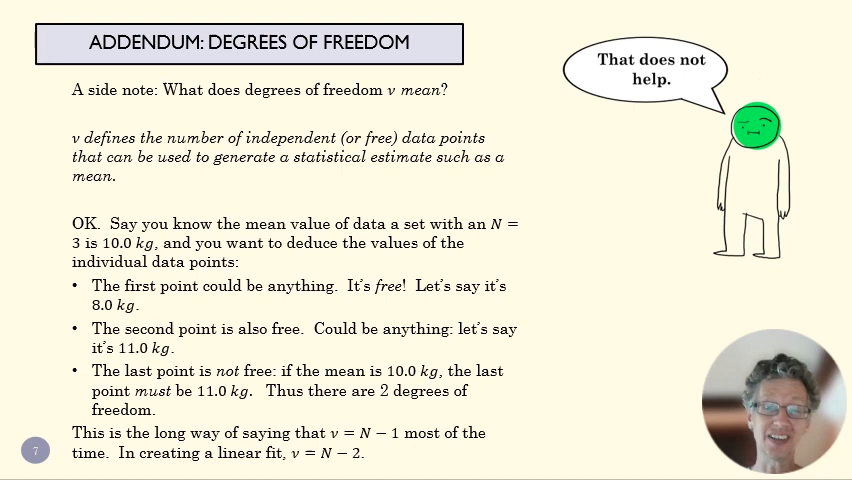 ADDENDUM: DEGREES OF FREEDOM
That does not
help.
A side note: What does degrees of freedom ν mean?
ν defines the number of independent (or free) data points
that can be used to generate a statistical estimate such as a
mean.
OK. Say you know the mean value of data a set with an N =
3 is 10.0 kg, and you want to deduce the values of the
individual data points:
• The first point could be anything. It's free! Let's say it's
8.0 kg.
• The second point is also free. Could be anything: let's say
it's 11.0 kg.
• The last point is not free: if the mean is 10.0 kg, the last
point must be 11.0 kg. Thus there are 2 degrees of
freedom.
This is the long way of saying that ν = N − 1 most of the
time. In creating a linear fit, ν = N − 2.
7